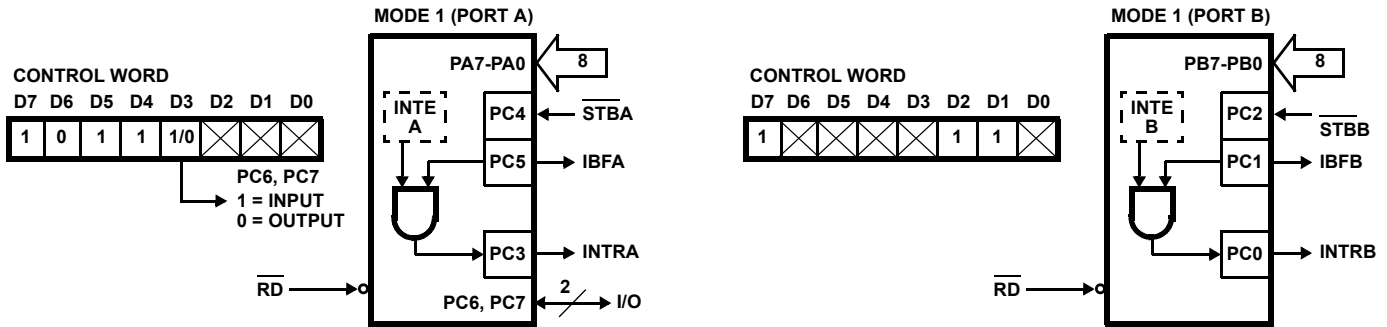 MODE 1 (PORT A)
CONTROL WORD
D7 D6 D5 D4 D3 D2 D1 D0
1 0 1 1 1/0
PC6, PC7
1 = INPUT
0 = OUTPUT
PA7-PA0
8
INTE
A
PC4
STBA
PC5
IBFA
PC3
INTRA
RD
PC6, PC7
2
I/O
MODE 1 (PORT B)
CONTROL WORD
D7 D6 D5 D4 D3 D2 D1 D0
1 1 1
PB7-PB0
8
INTE
B
PC2
STBB
PC1
IBFB
PC0
INTRB
RD